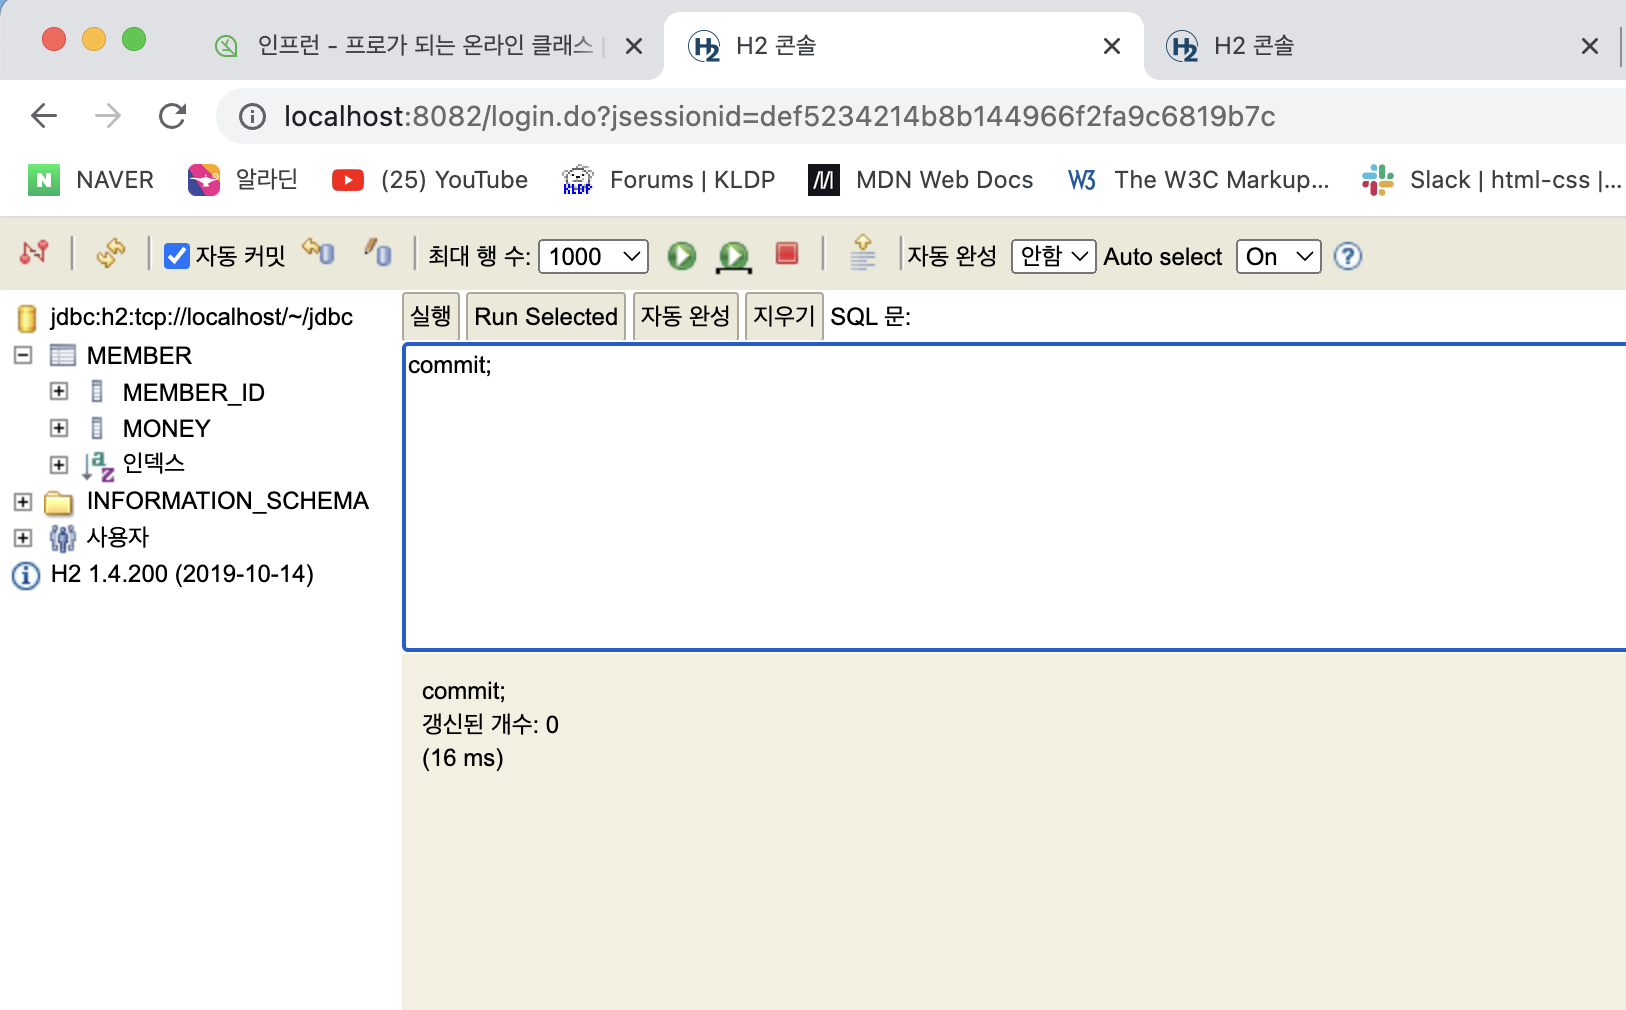 인프런 - 프로가 되는 온라인 클래스 |
H2 콘솔
H2 콘솔
localhost:8082/login.do?jsessionid=def5234214b8b144966f2fa9c6819b7c
N NAVER
알라딘
(25) YouTube
KLDP Forums | KLDP
M MDN Web Docs
W3 The W3C Markup...
Slack | html-css |...
자동 커밋
최대 행 수: 1000
자동 완성 안함
Auto select On
jdbc:h2:tcp://localhost/~/jdbc
MEMBER
MEMBER_ID
MONEY
인덱스
INFORMATION_SCHEMA
사용자
H2 1.4.200 (2019-10-14)
실행 Run Selected 자동 완성 지우기 SQL 문:
commit;
commit;
갱신된 개수: 0
(16 ms)